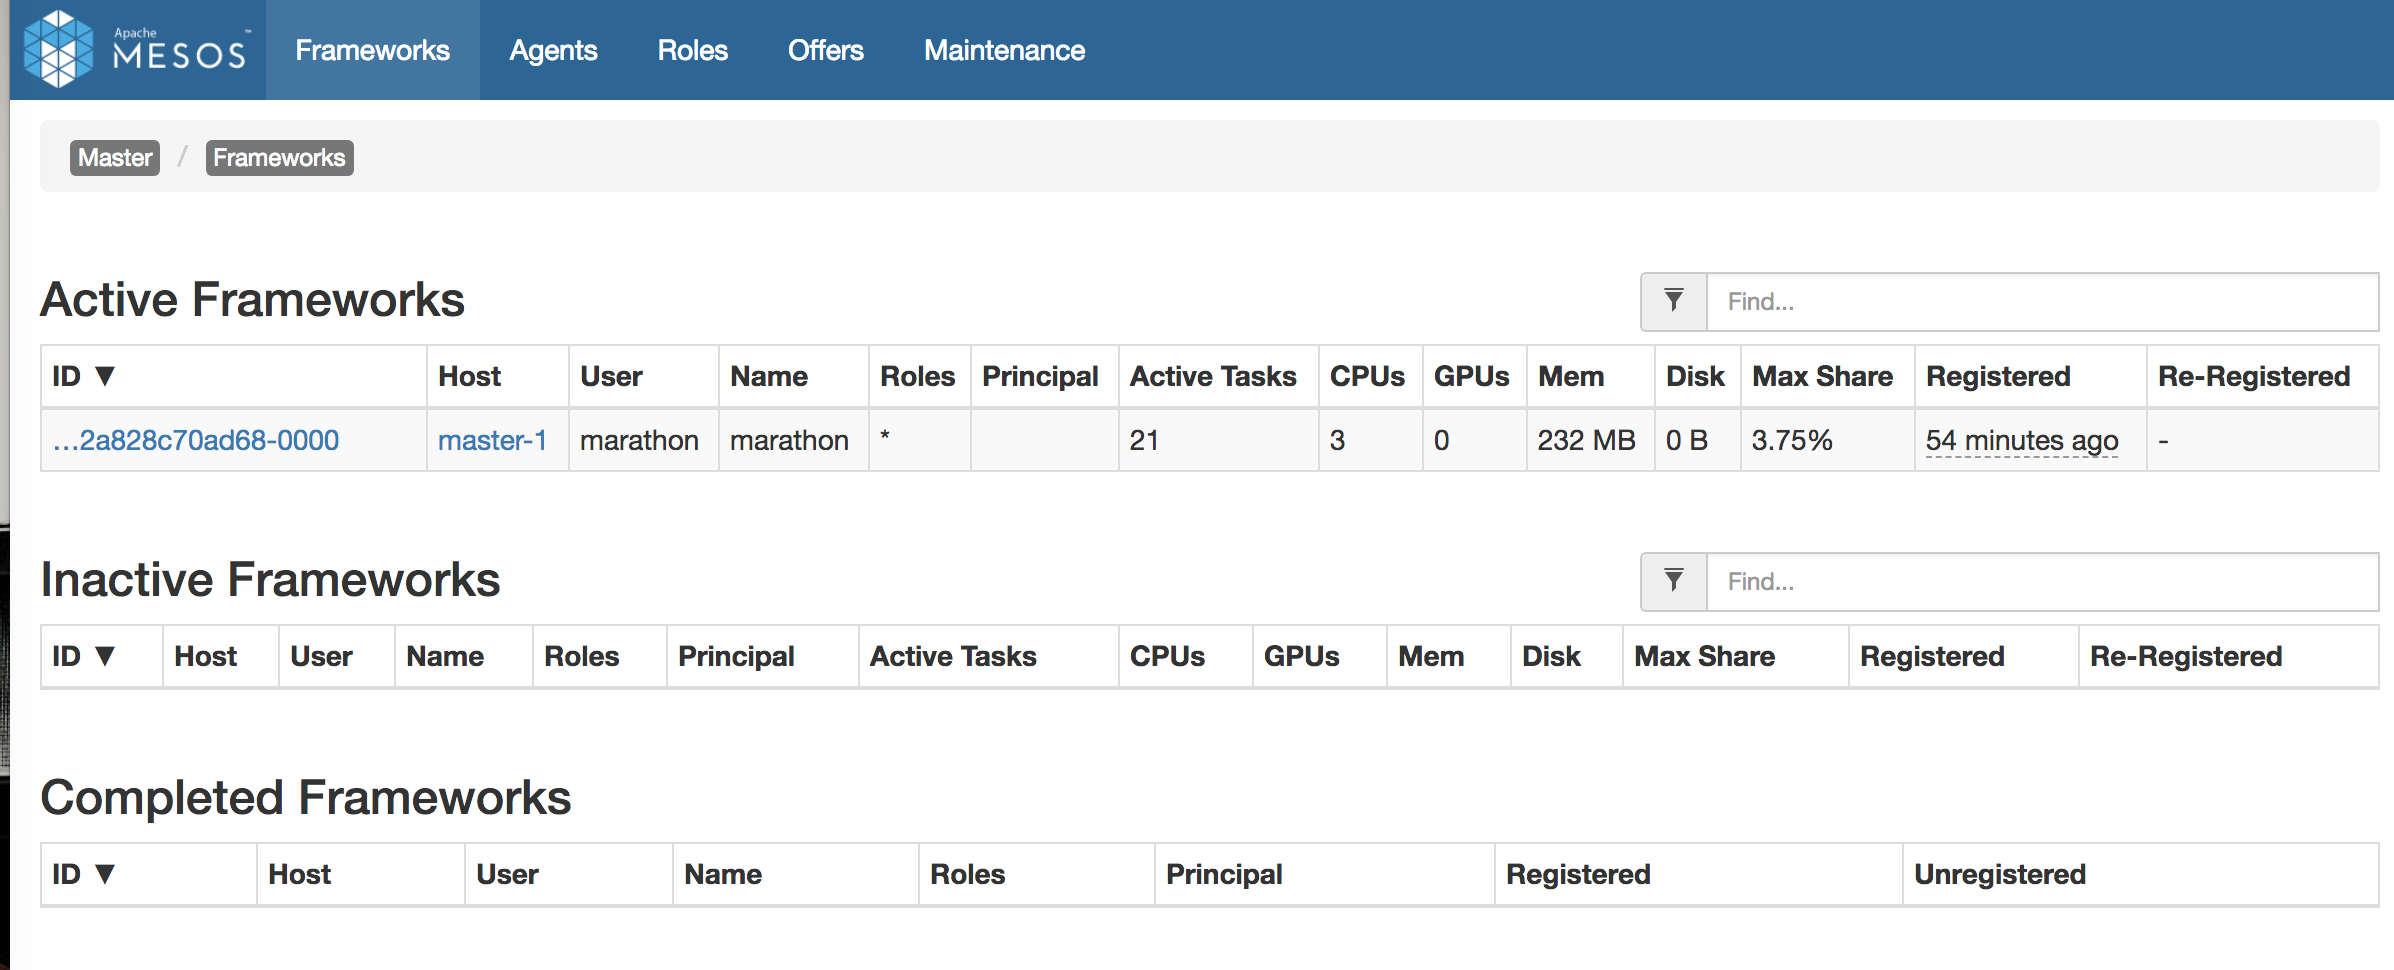 Apache MESOS™ Frameworks Agents Roles Offers Maintenance
Master / Frameworks
Active Frameworks Find...
ID ▼ Host User Name Roles Principal Active Tasks CPUs GPUs Mem Disk Max Share Registered Re-Registered
…2a828c70ad68-0000 master-1 marathon marathon * 21 3 0 232 MB 0 B 3.75% 54 minutes ago -
Inactive Frameworks Find...
ID ▼ Host User Name Roles Principal Active Tasks CPUs GPUs Mem Disk Max Share Registered Re-Registered
Completed Frameworks
ID ▼ Host User Name Roles Principal Registered Unregistered